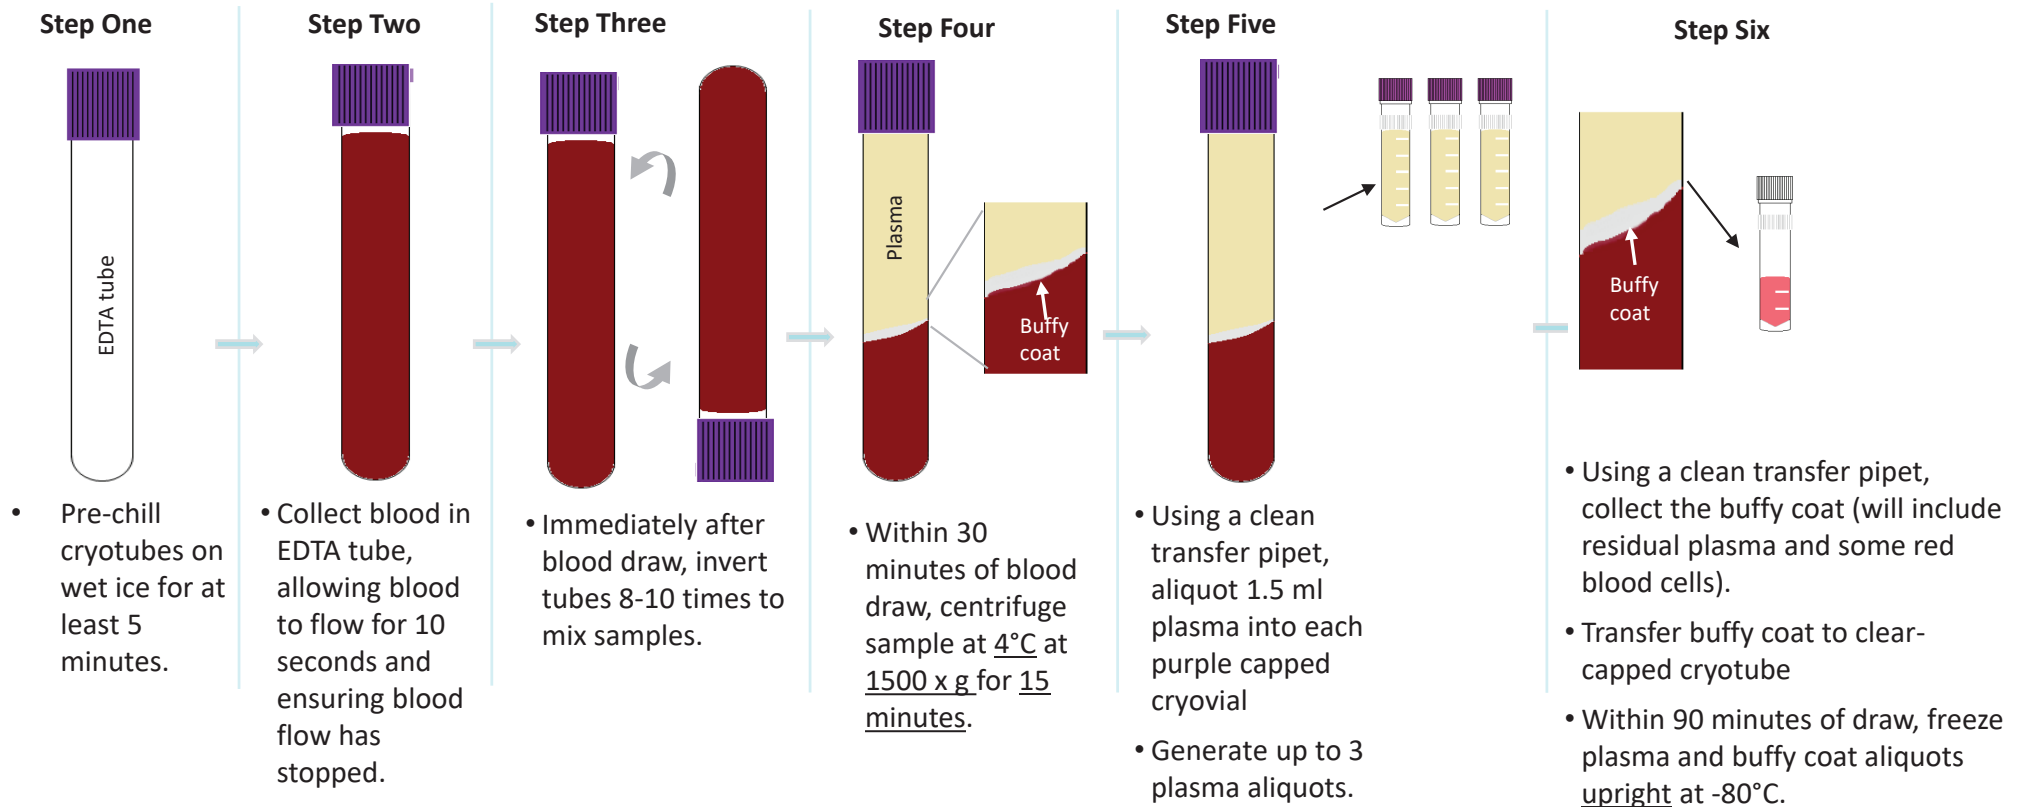 Step One
EDTA tube
• Pre-chill
cryotubes on
wet ice for at
least 5
minutes.
Step Two
• Collect blood in
EDTA tube,
allowing blood
to flow for 10
seconds and
ensuring blood
flow has
stopped.
Step Three
• Immediately after
blood draw, invert
tubes 8-10 times to
mix samples.
Step Four
Plasma
Buffy
coat
• Within 30
minutes of blood
draw, centrifuge
sample at 4°C at
1500 x g for 15
minutes.
Step Five
• Using a clean
transfer pipet,
aliquot 1.5 ml
plasma into each
purple capped
cryovial
• Generate up to 3
plasma aliquots.
Step Six
Buffy
coat
• Using a clean transfer pipet,
collect the buffy coat (will include
residual plasma and some red
blood cells).
• Transfer buffy coat to clear-
capped cryotube
• Within 90 minutes of draw, freeze
plasma and buffy coat aliquots
upright at -80°C.